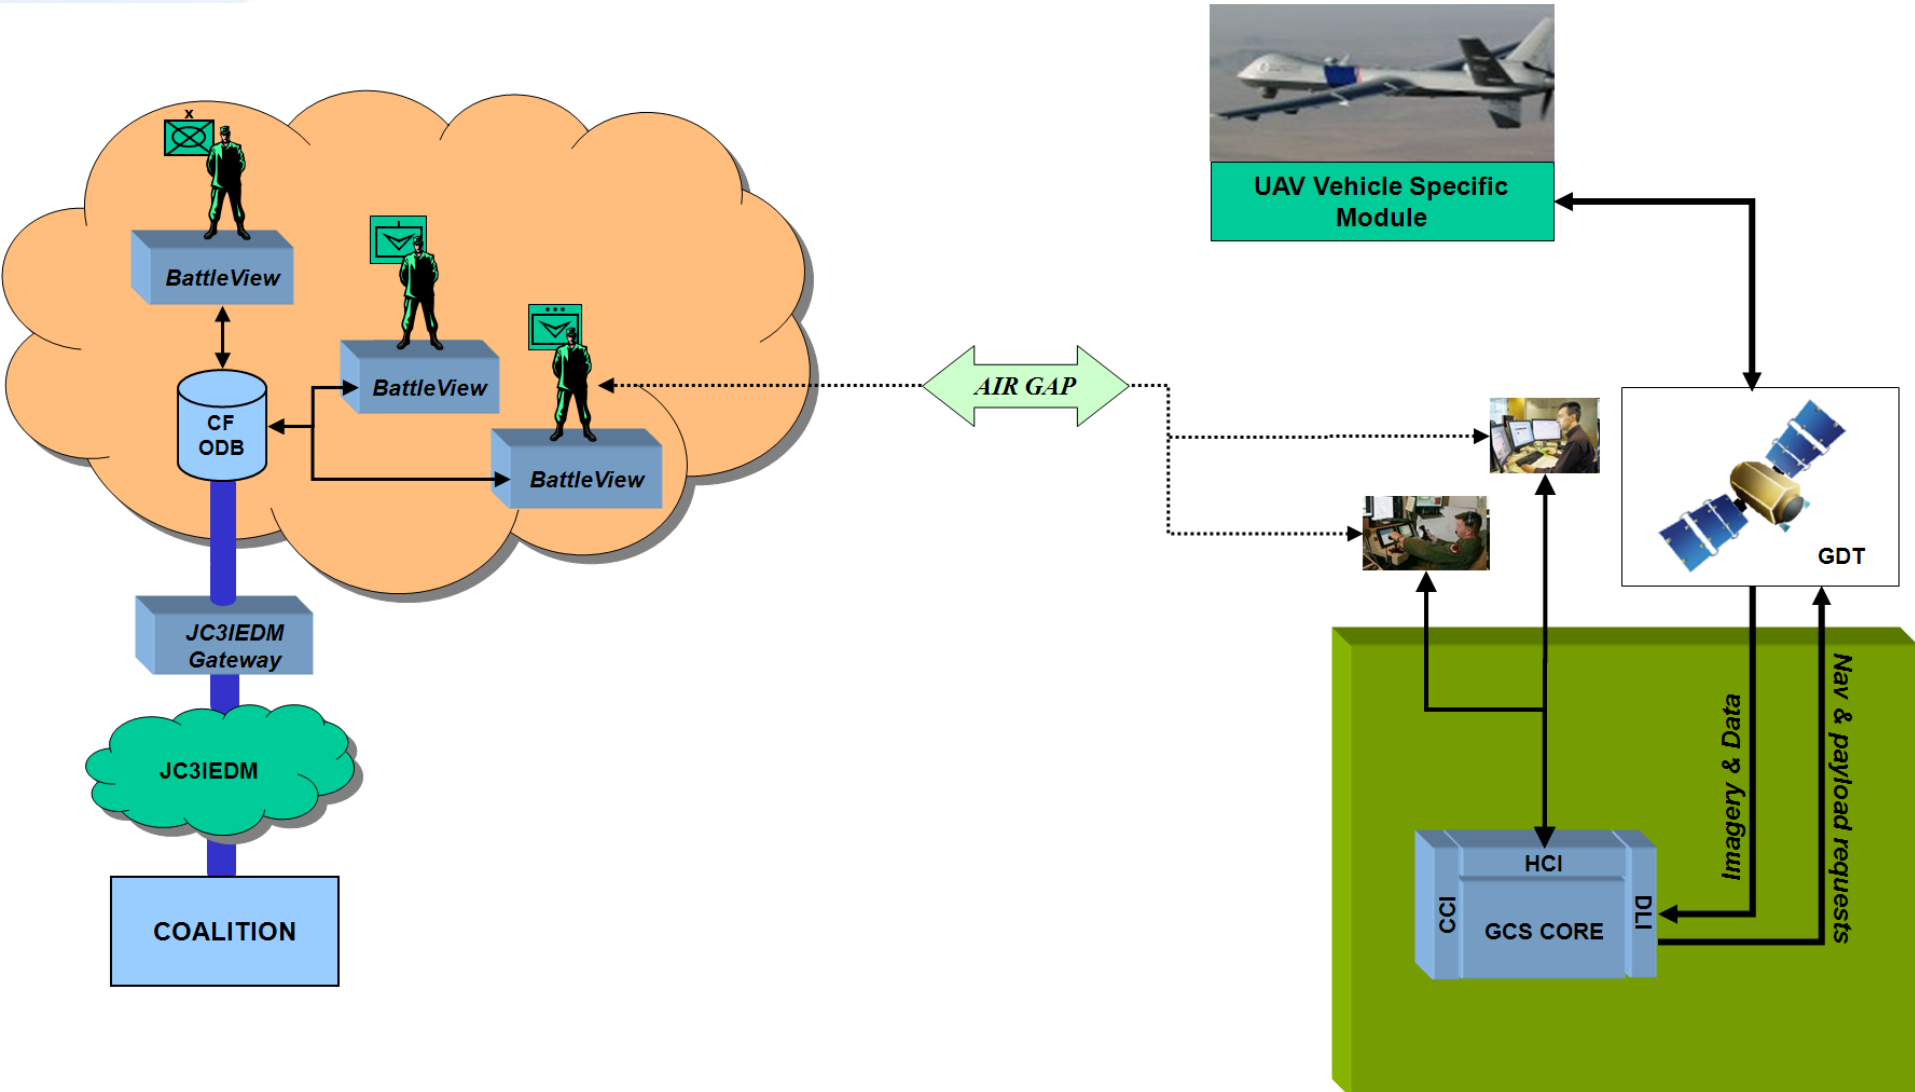 x
BattleView
BattleView
BattleView
CF
ODB
JC3IEDM
Gateway
JC3IEDM
COALITION
AIR GAP
UAV Vehicle Specific
Module
GDT
Imagery & Data
Nav & payload requests
HCI
CCI
GCS CORE
DLI